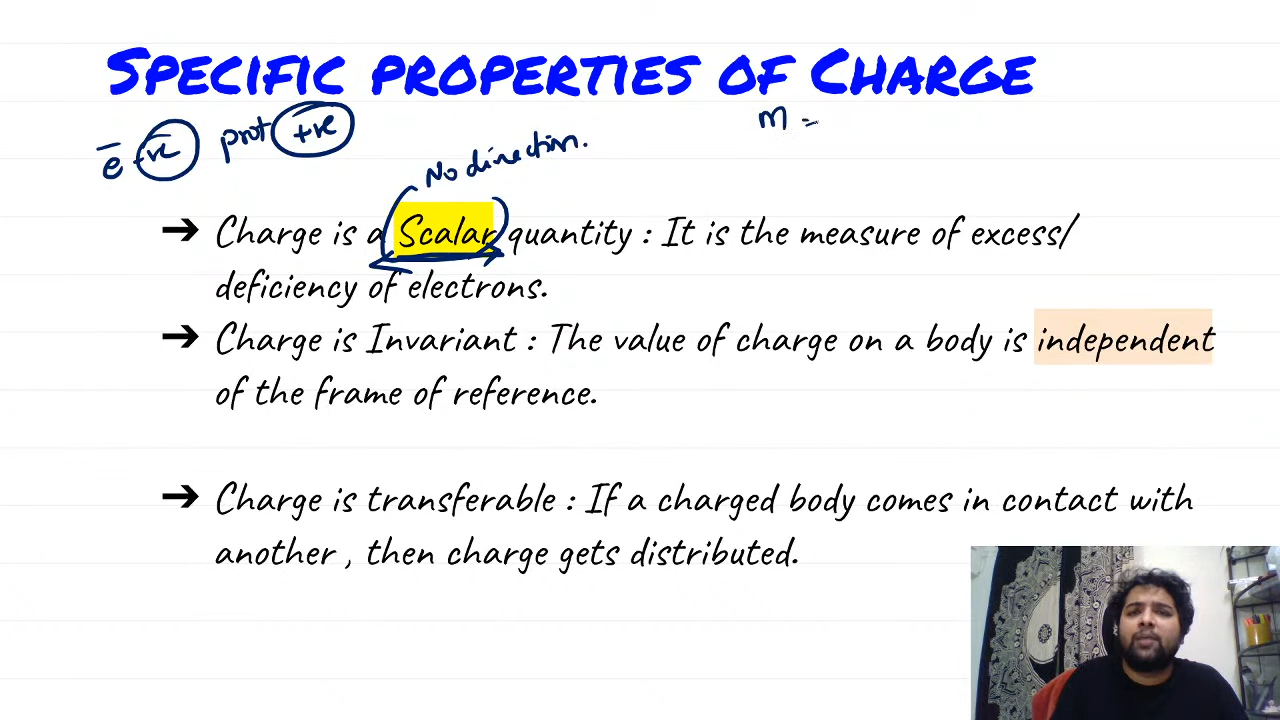 SPECIFIC PROPERTIES OF CHARGE
m =
e -ve prot +ve
No direction.
➔ Charge is a Scalar quantity : It is the measure of excess/
deficiency of electrons.
➔ Charge is Invariant : The value of charge on a body is independent
of the frame of reference.
➔ Charge is transferable : If a charged body comes in contact with
another , then charge gets distributed.